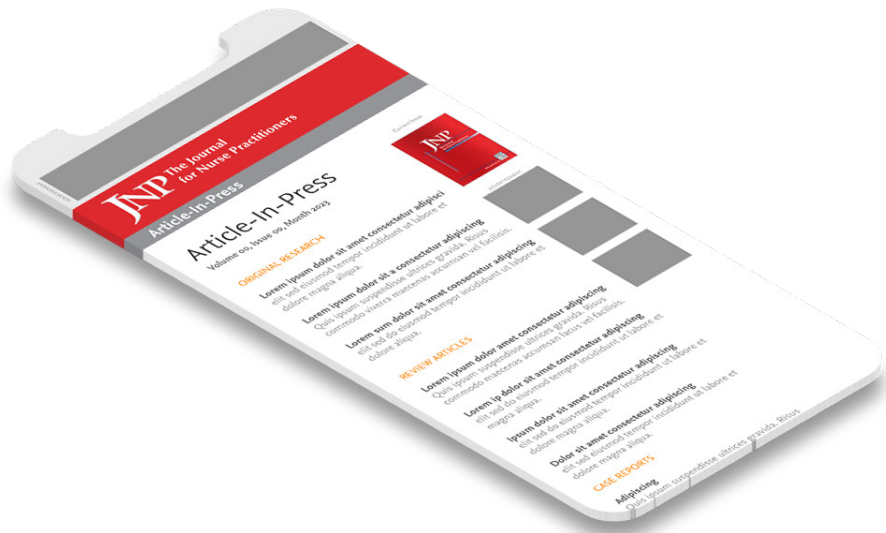 JNP The Journal
for Nurse Practitioners
Article-In-Press
Current Issue
JNP
Article-In-Press
Volume 00, Issue 00, Month 2023
ORIGINAL RESEARCH
Lorem ipsum dolor sit amet consectetur adipisci
elit sed do eiusmod tempor incididunt ut labore et
dolore magna aliqua.
Lorem ipsum dolor sit a consectetur adipiscing
Quis ipsum suspendisse ultrices gravida. Risus
commodo viverra maecenas accumsan vel facilisis.
Lorem sum dolor sit amet consectetur adipiscing
elit sed do eiusmod tempor incididunt ut labore et
dolore aliqua.
REVIEW ARTICLES
Lorem ipsum dolor amet consectetur adipiscing
Quis ipsum suspendisse ultrices gravida. Risus
commodo maecenas accumsan lacus vel facilisis.
Lorem ip dolor sit amet consectetur adipiscing
elit sed do eiusmod tempor incididunt ut labore et
magna aliqua.
Ipsum dolor sit amet consectetur adipiscing
elit sed do eiusmod tempor incididunt ut labore et
dolore magna aliqua.
Dolor sit amet consectetur adipiscing
elit sed eiusmod tempor incididunt ut labore et
dolore magna aliqua.
CASE REPORTS
Adipiscing
Quis ipsum suspendisse ultrices gravida. Risus